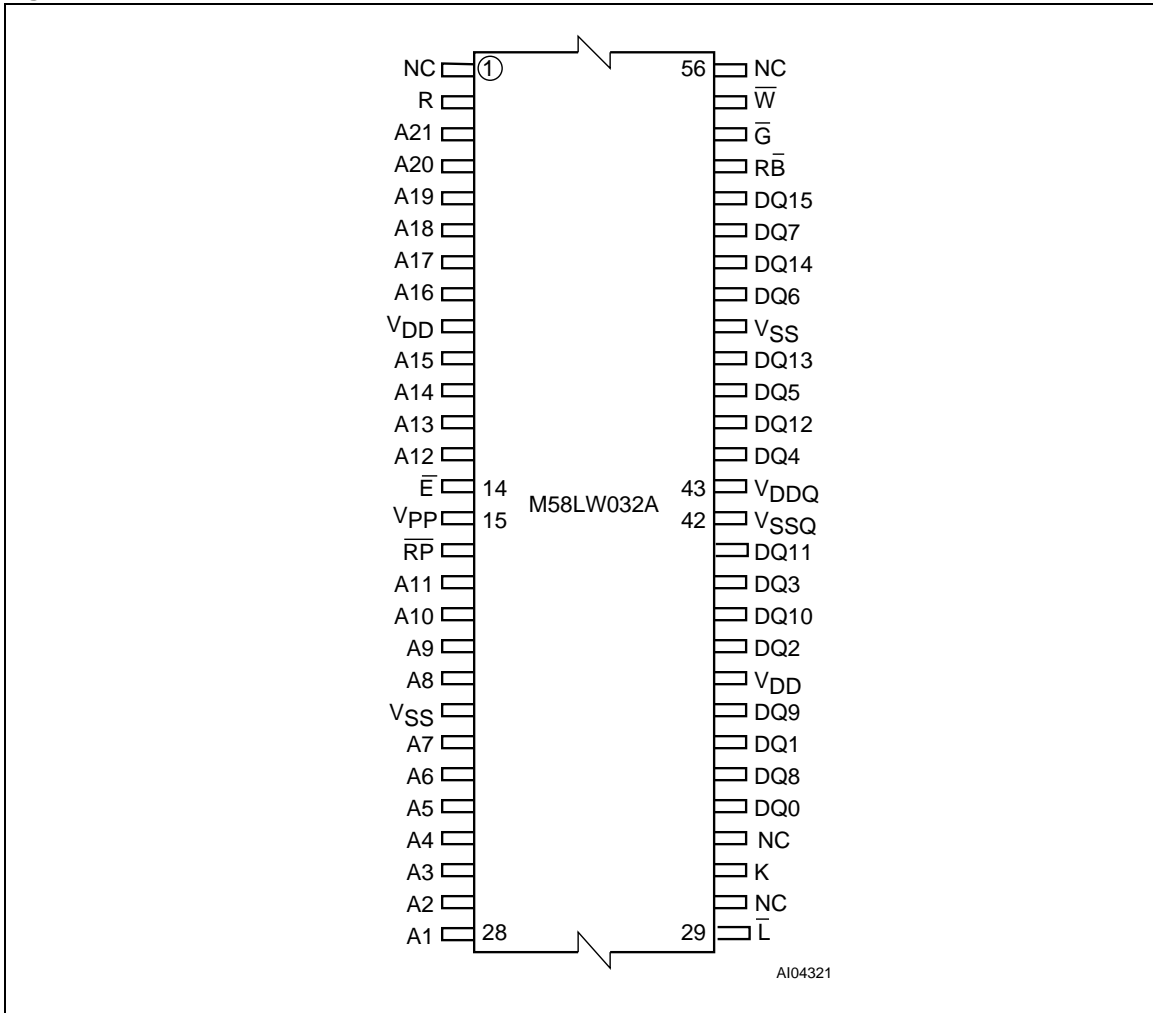 NC ① 56 NC
R W̅
A21 G̅
A20 RB̅
A19 DQ15
A18 DQ7
A17 DQ14
A16 DQ6
VDD VSS
A15 DQ13
A14 DQ5
A13 DQ12
A12 DQ4
E̅ 14 43 VDDQ
M58LW032A
VPP 15 42 VSSQ
R̅P̅ DQ11
A11 DQ3
A10 DQ10
A9 DQ2
A8 VDD
VSS DQ9
A7 DQ1
A6 DQ8
A5 DQ0
A4 NC
A3 K
A2 NC
A1 28 29 L̅
AI04321